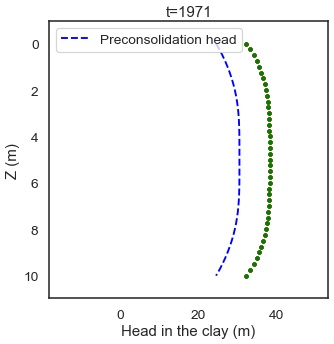 t=1971
Preconsolidation head
0
2
4
6
8
10
Z (m)
0 20 40
Head in the clay (m)